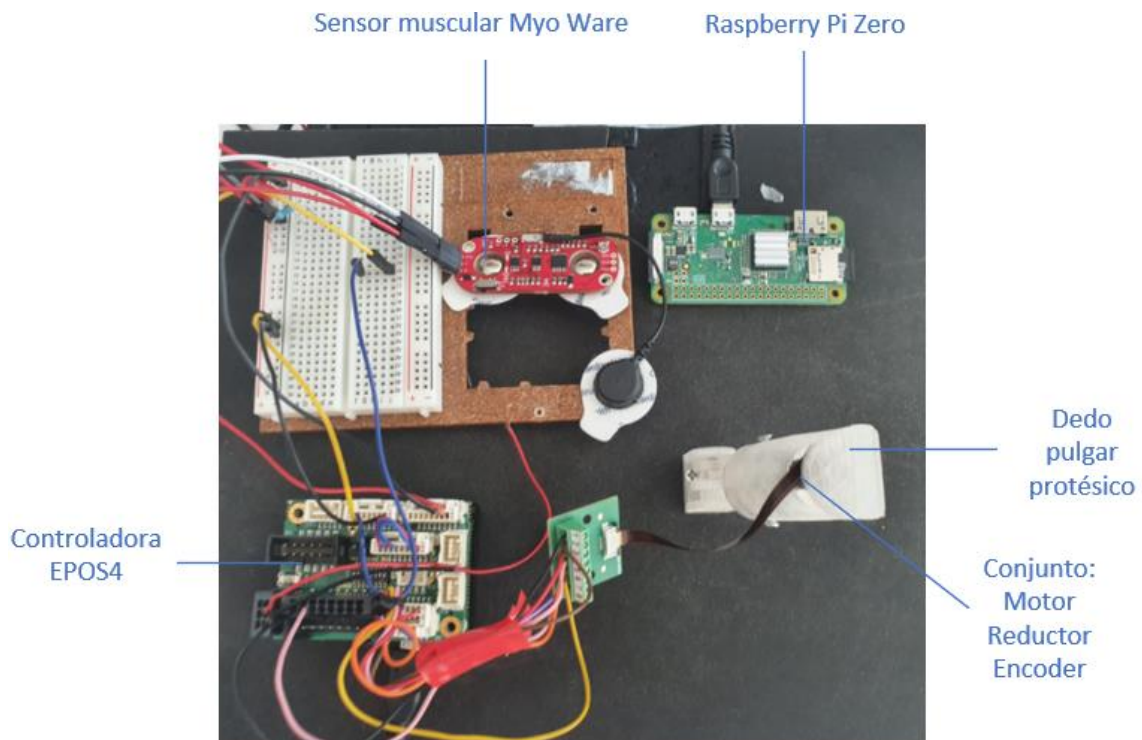 Sensor muscular Myo Ware
Raspberry Pi Zero
Dedo
pulgar
protésico
Controladora
EPOS4
Conjunto:
Motor
Reductor
Encoder